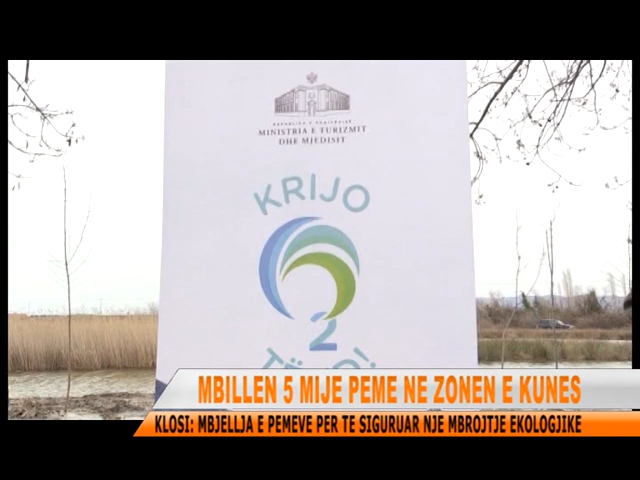 REPUBLIKA E SHQIPËRISË
MINISTRIA E TURIZMIT
DHE MJEDISIT
KRIJO
2
MBILLEN 5 MIJE PEME NE ZONEN E KUNES
KLOSI: MBJELLJA E PEMEVE PER TE SIGURUAR NJE MBROJTJE EKOLOGJIKE